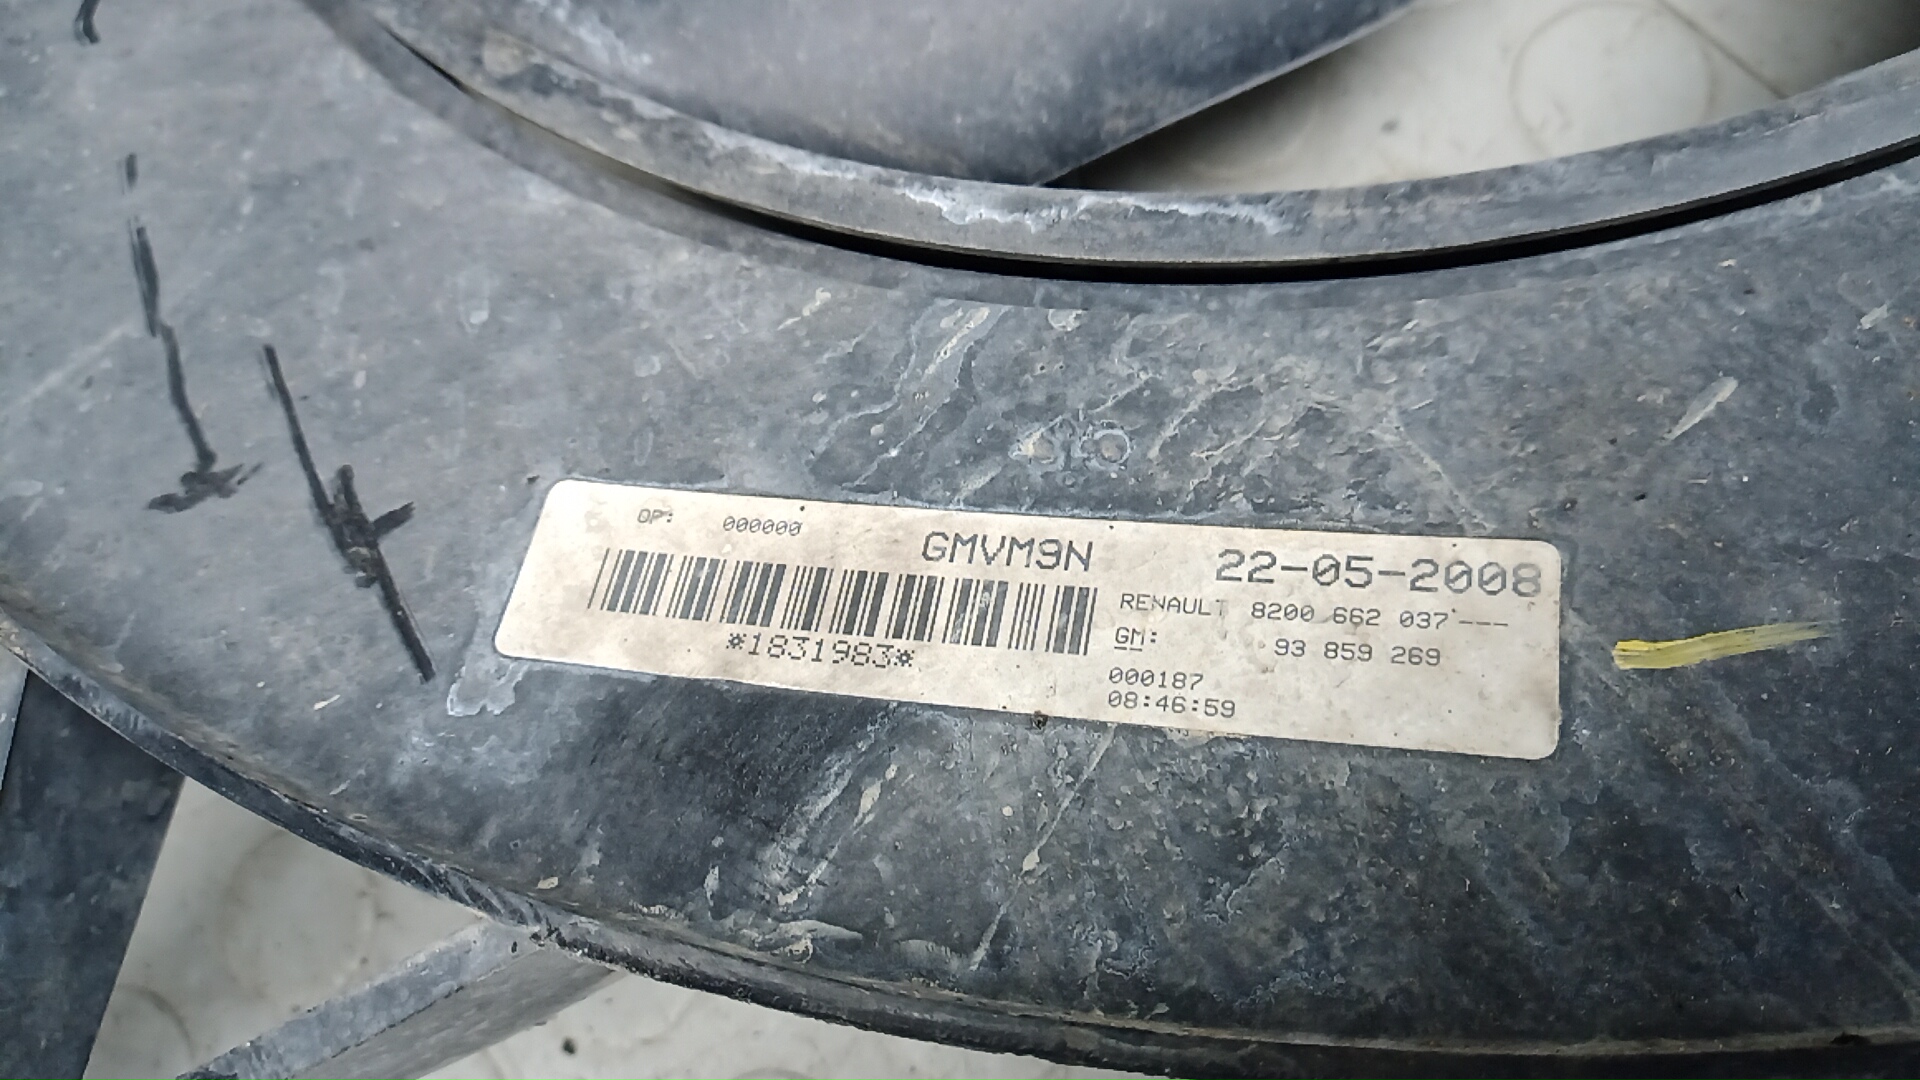 OP: 000000
GMVM9N 22-05-2008
RENAULT 8200 662 037---
*1831983*
GM: 93 859 269
000187
08:46:59